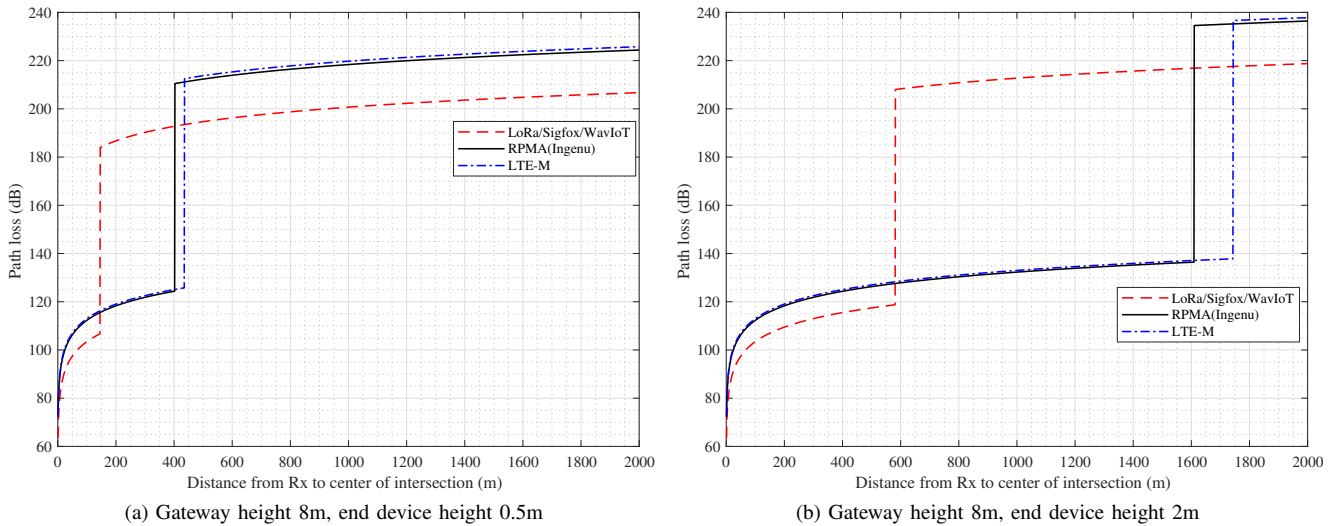 240
220
200
180
160
140
120
100
80
60
Path loss (dB)
LoRa/Sigfox/WavIoT
RPMA(Ingenu)
LTE-M
0 200 400 600 800 1000 1200 1400 1600 1800 2000
Distance from Rx to center of intersection (m)
(a) Gateway height 8m, end device height 0.5m
240
220
200
180
160
140
120
100
80
60
Path loss (dB)
LoRa/Sigfox/WavIoT
RPMA(Ingenu)
LTE-M
0 200 400 600 800 1000 1200 1400 1600 1800 2000
Distance from Rx to center of intersection (m)
(b) Gateway height 8m, end device height 2m